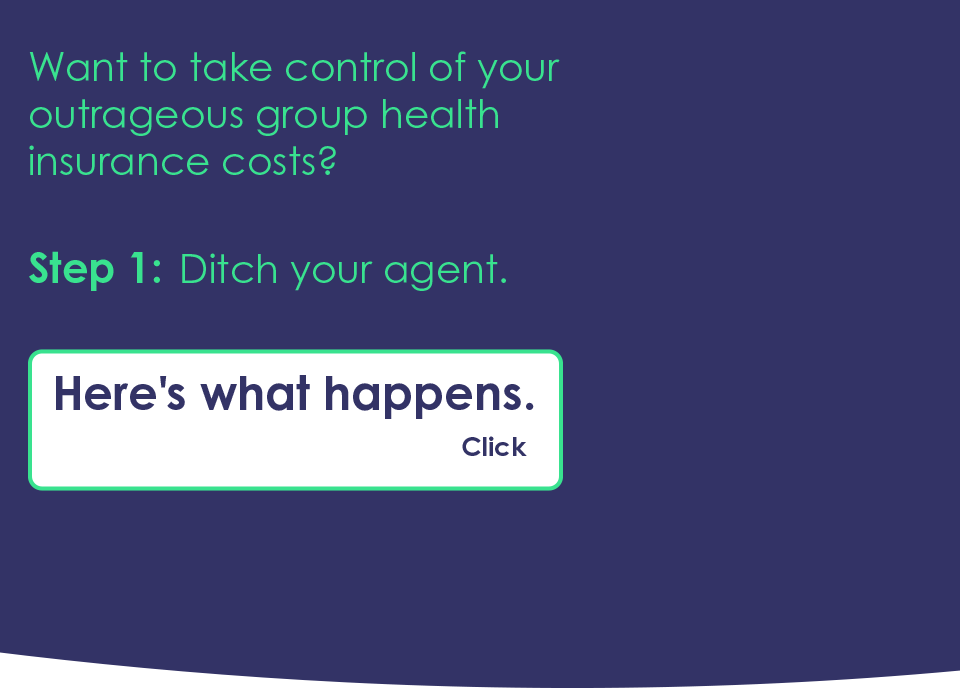 Want to take control of your
outrageous group health
insurance costs?
Step 1: Ditch your agent.
Here's what happens.
Click